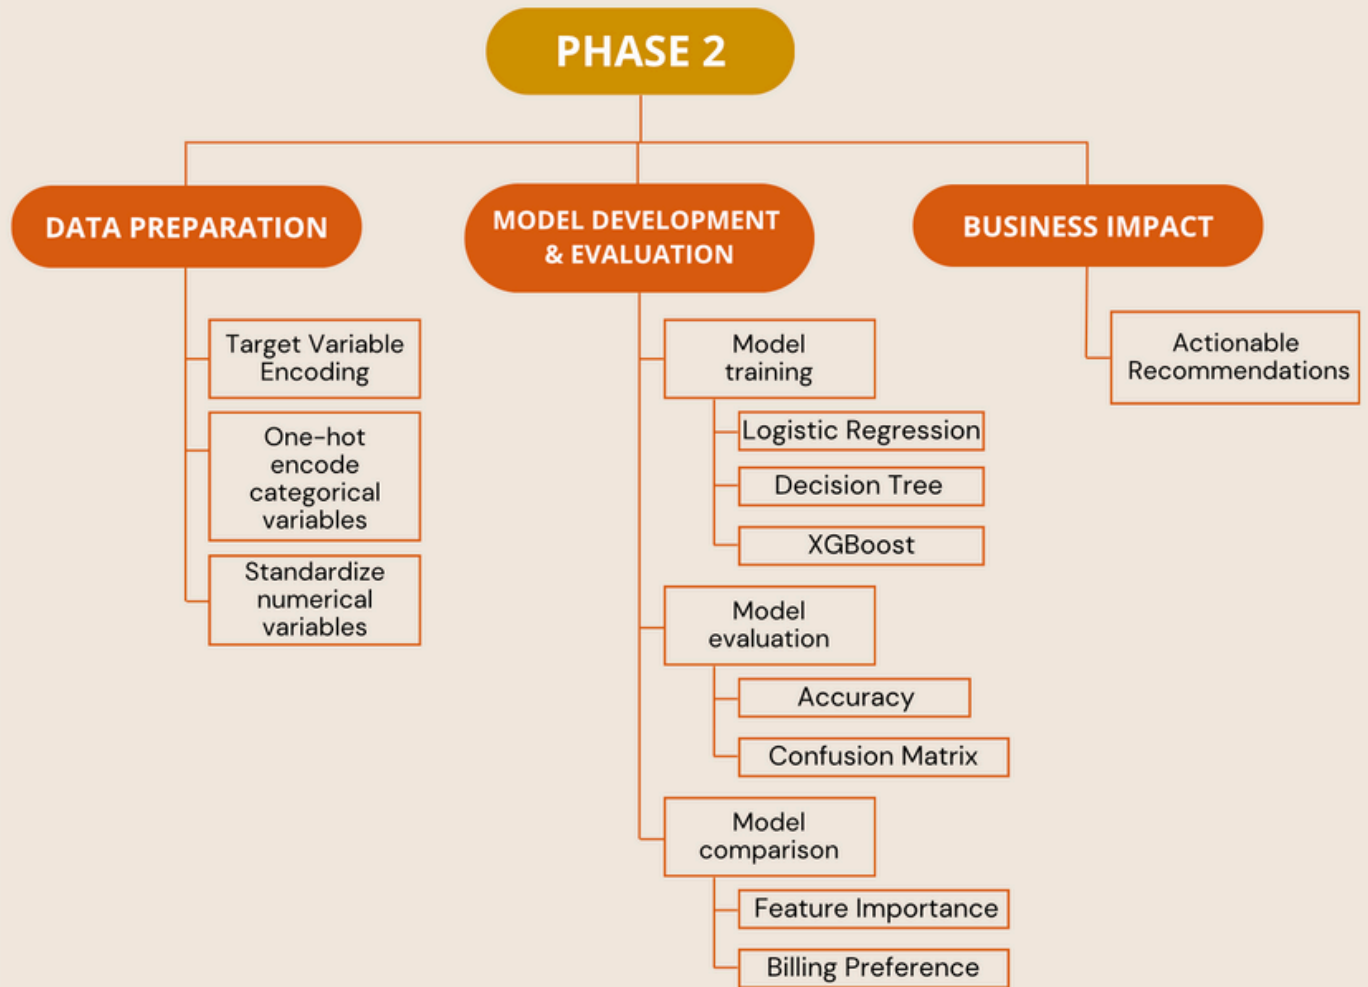 PHASE 2
DATA PREPARATION
Target Variable
Encoding
One-hot
encode
categorical
variables
Standardize
numerical
variables
MODEL DEVELOPMENT
& EVALUATION
Model
training
Logistic Regression
Decision Tree
XGBoost
Model
evaluation
Accuracy
Confusion Matrix
Model
comparison
Feature Importance
Billing Preference
BUSINESS IMPACT
Actionable
Recommendations